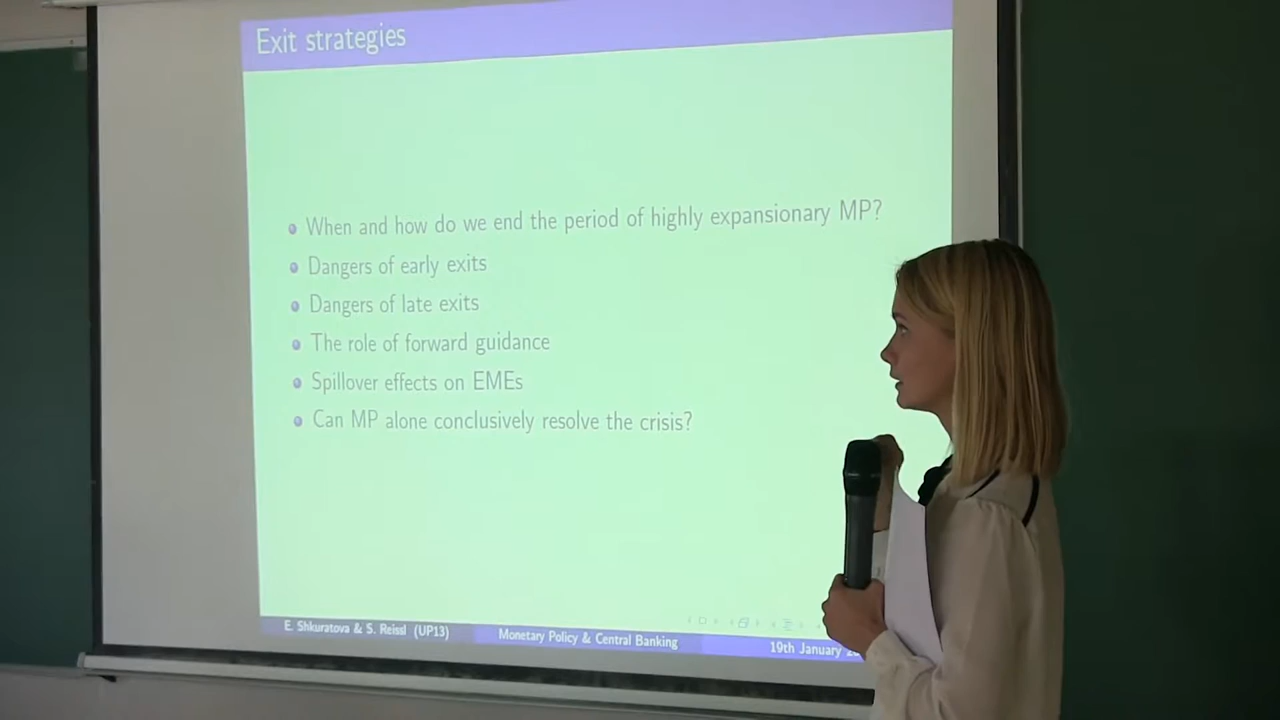 Exit strategies
When and how do we end the period of highly expansionary MP?
Dangers of early exits
Dangers of late exits
The role of forward guidance
Spillover effects on EMEs
Can MP alone conclusively resolve the crisis?
E. Shkuratova & S. Reissl (UP13) Monetary Policy & Central Banking 19th January